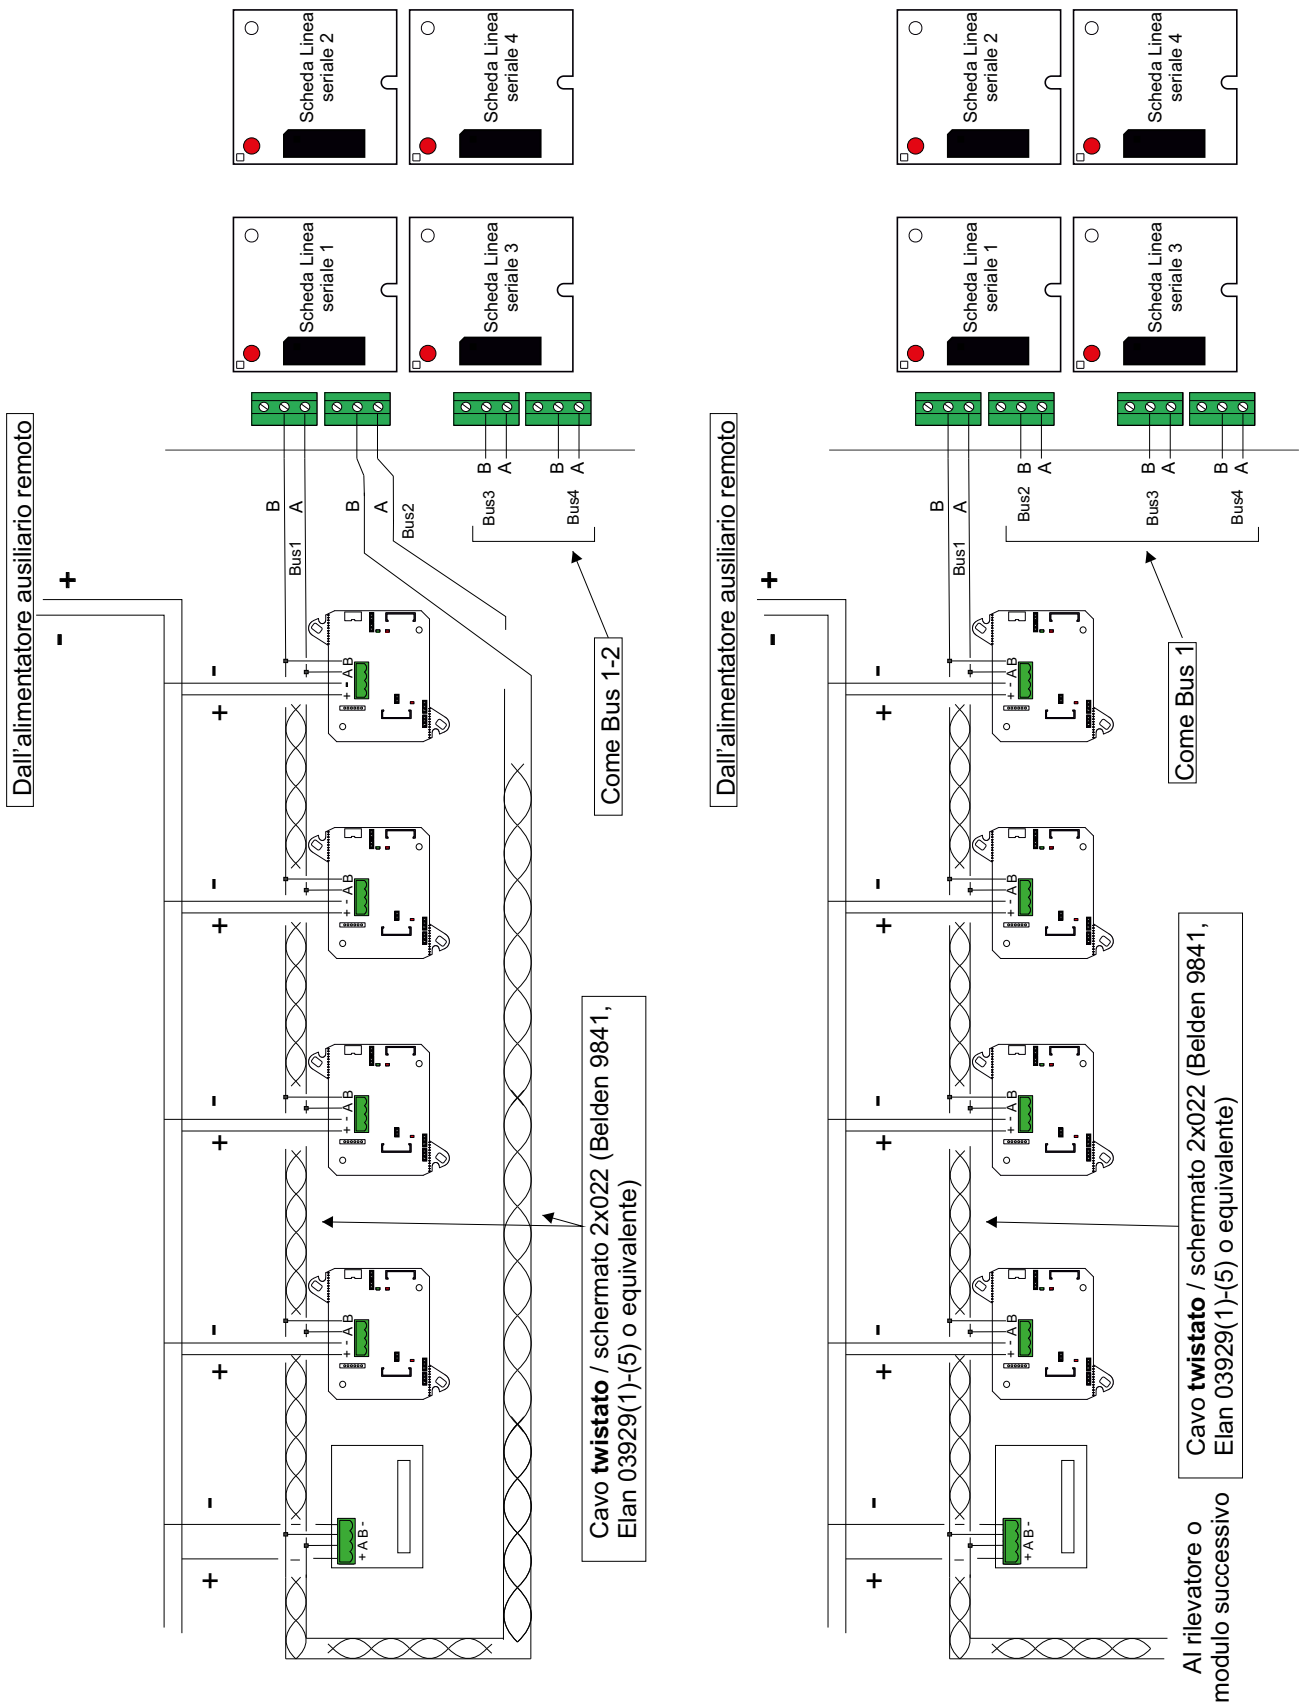 Dall'alimentatore ausiliario remoto
+
-
Scheda Linea
seriale 2
Scheda Linea
seriale 4
Scheda Linea
seriale 1
Scheda Linea
seriale 3
B
A
Bus1
B
A
Bus2
B
A
Bus3
B
A
Bus4
Come Bus 1-2
- +
+ - A B
- +
+ - A B
- +
+ - A B
- +
+ - A B
- +
+ A B -
Cavo twistato / schermato 2x022 (Belden 9841,
Elan 03929(1)-(5) o equivalente)
Dall'alimentatore ausiliario remoto
+
-
Scheda Linea
seriale 2
Scheda Linea
seriale 4
Scheda Linea
seriale 1
Scheda Linea
seriale 3
B
A
Bus1
B
A
Bus2
B
A
Bus3
B
A
Bus4
Come Bus 1
- +
+ - A B
- +
+ - A B
- +
+ - A B
- +
+ - A B
- +
+ A B -
Cavo twistato / schermato 2x022 (Belden 9841,
Elan 03929(1)-(5) o equivalente)
Al rilevatore o
modulo successivo